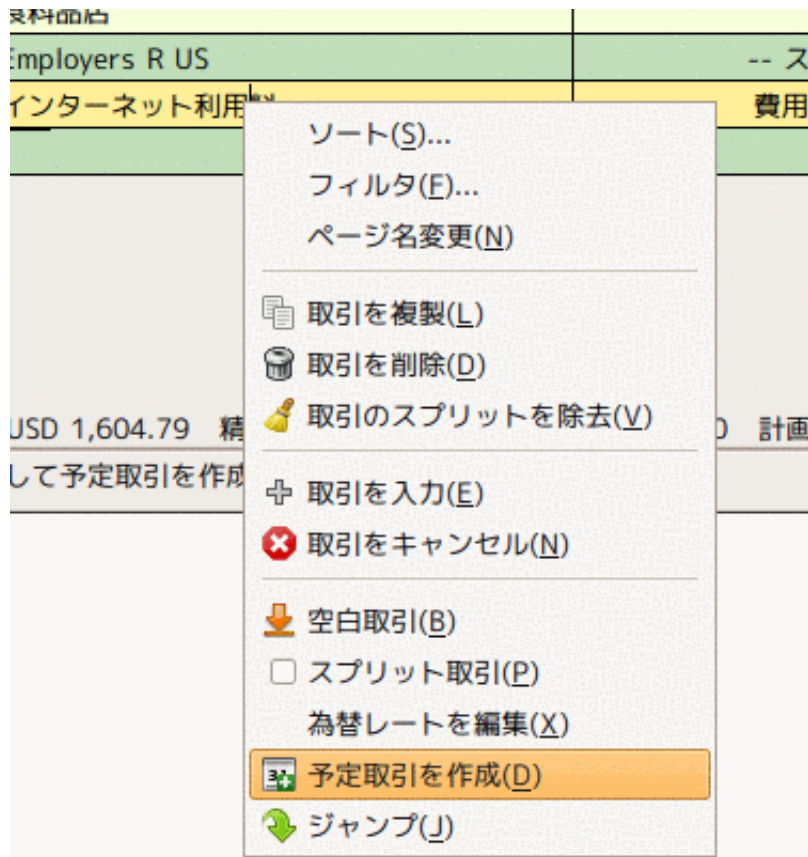 食料品店
Employers R US
-- ス
インターネット利用料
費用
ソート(S)...
フィルタ(F)...
ページ名変更(N)
取引を複製(L)
取引を削除(D)
取引のスプリットを除去(V)
USD 1,604.79 精
0 計画
して予定取引を作成
取引を入力(E)
取引をキャンセル(N)
空白取引(B)
スプリット取引(P)
為替レートを編集(X)
予定取引を作成(D)
ジャンプ(J)